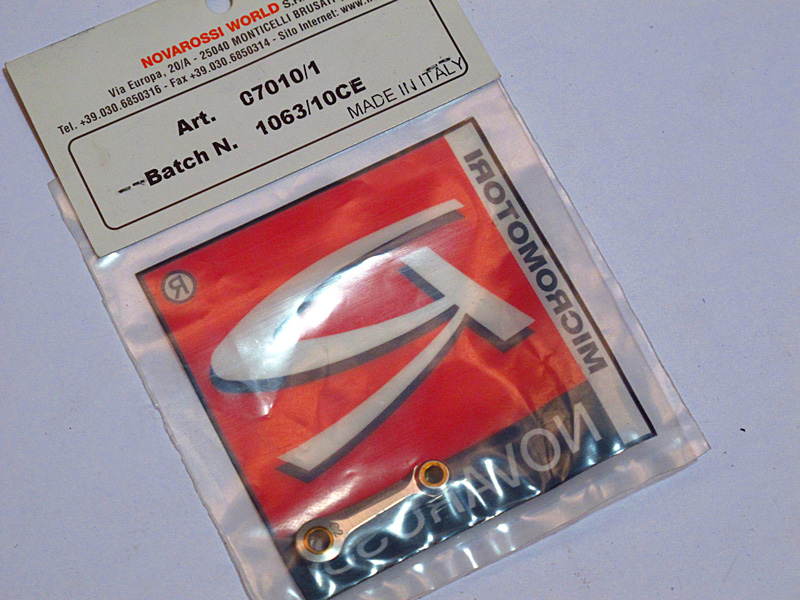 NOVAROSSI WORLD S.r.
Via Europa, 20/A - 25040 MONTICELLI BRUSATI
Tel. +39.030.6850316 - Fax +39.030.6850314 - Sito Internet: www.
Art. 07010/1
Batch N. 1063/10CE
MADE IN ITALY
®
MICROMOTORI
NOVAROSSI